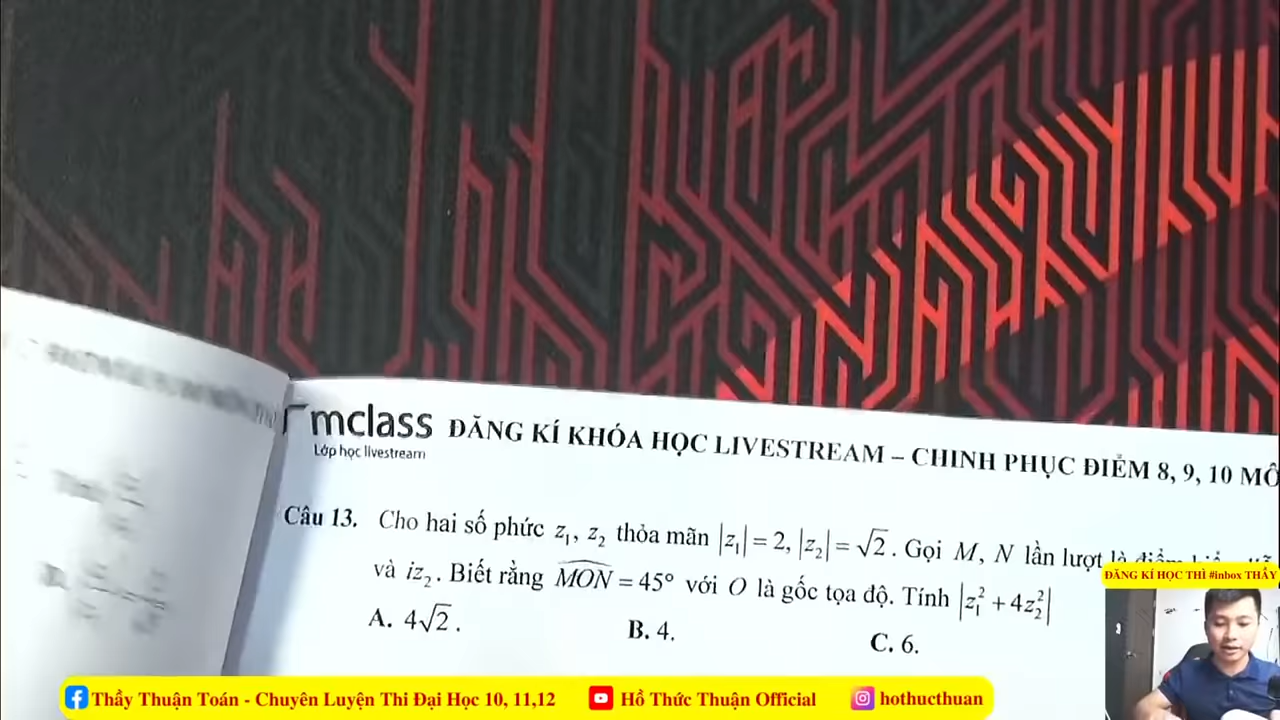 mclass
Lớp học livestream
ĐĂNG KÍ KHÓA HỌC LIVESTREAM – CHINH PHỤC ĐIỂM 8, 9, 10 MÔ
Câu 13. Cho hai số phức z₁, z₂ thỏa mãn |z₁| = 2, |z₂| = √2. Gọi M, N lần lượt là điểm
và iz₂. Biết rằng MON = 45° với O là gốc tọa độ. Tính |z₁² + 4z₂²|
A. 4√2. B. 4. C. 6.
ĐĂNG KÍ HỌC THÌ #inbox THẦY
Thầy Thuận Toán - Chuyên Luyện Thi Đại Học 10, 11,12 Hồ Thức Thuận Official hothucthuan